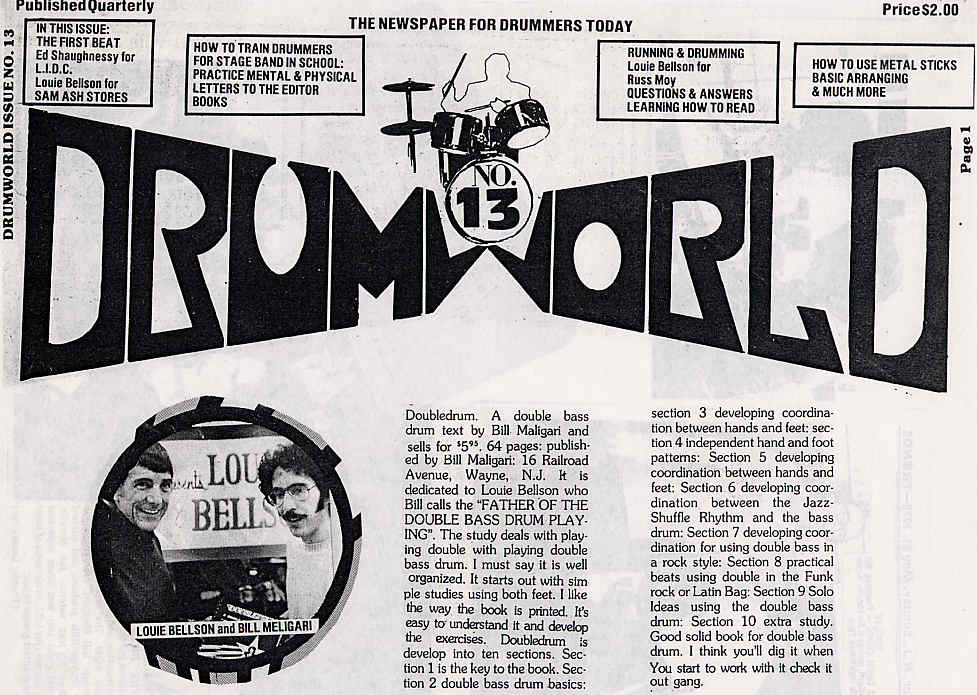 Published Quarterly
Price $2.00
THE NEWSPAPER FOR DRUMMERS TODAY
DRUMWORLD ISSUE NO. 13
IN THIS ISSUE:
THE FIRST BEAT
Ed Shaughnessy for
L.I.D.C.
Louie Bellson for
SAM ASH STORES
HOW TO TRAIN DRUMMERS
FOR STAGE BAND IN SCHOOL:
PRACTICE MENTAL & PHYSICAL
LETTERS TO THE EDITOR
BOOKS
RUNNING & DRUMMING
Louie Bellson for
Russ Moy
QUESTIONS & ANSWERS
LEARNING HOW TO READ
HOW TO USE METAL STICKS
BASIC ARRANGING
& MUCH MORE
Page 1
NO.
13
DRUMWORLD
LOU
BELLS
LOUIE BELLSON and BILL MELIGARI
Doubledrum. A double bass
drum text by Bill Maligari and
sells for $5⁹⁵. 64 pages: publish-
ed by Bill Maligari: 16 Railroad
Avenue, Wayne, N.J. It is
dedicated to Louie Bellson who
Bill calls the "FATHER OF THE
DOUBLE BASS DRUM PLAY-
ING". The study deals with play-
ing double with playing double
bass drum. I must say it is well
organized. It starts out with sim
ple studies using both feet. I like
the way the book is printed. It's
easy to understand it and develop
the exercises. Doubledrum is
develop into ten sections. Sec-
tion 1 is the key to the book. Sec-
tion 2 double bass drum basics:
section 3 developing coordina-
tion between hands and feet: sec-
tion 4 independent hand and foot
patterns: Section 5 developing
coordination between hands and
feet: Section 6 developing coor-
dination between the Jazz-
Shuffle Rhythm and the bass
drum: Section 7 developing coor-
dination for using double bass in
a rock style: Section 8 practical
beats using double in the Funk
rock or Latin Bag: Section 9 Solo
Ideas using the double bass
drum: Section 10 extra study.
Good solid book for double bass
drum. I think you'll dig it when
You start to work with it check it
out gang.